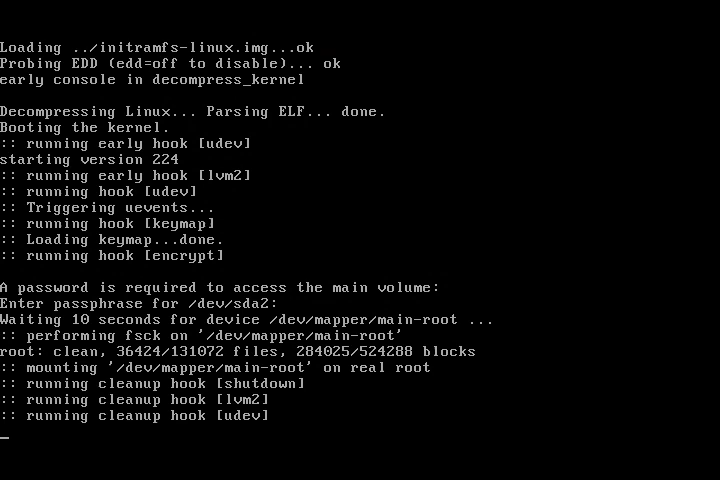 Loading ../initramfs-linux.img...ok
Probing EDD (edd=off to disable)... ok
early console in decompress_kernel
Decompressing Linux... Parsing ELF... done.
Booting the kernel.
:: running early hook [udev]
starting version 224
:: running early hook [lvm2]
:: running hook [udev]
:: Triggering uevents...
:: running hook [keymap]
:: Loading keymap...done.
:: running hook [encrypt]
A password is required to access the main volume:
Enter passphrase for /dev/sda2:
Waiting 10 seconds for device /dev/mapper/main-root ...
:: performing fsck on '/dev/mapper/main-root'
root: clean, 36424/131072 files, 284025/524288 blocks
:: mounting '/dev/mapper/main-root' on real root
:: running cleanup hook [shutdown]
:: running cleanup hook [lvm2]
:: running cleanup hook [udev]